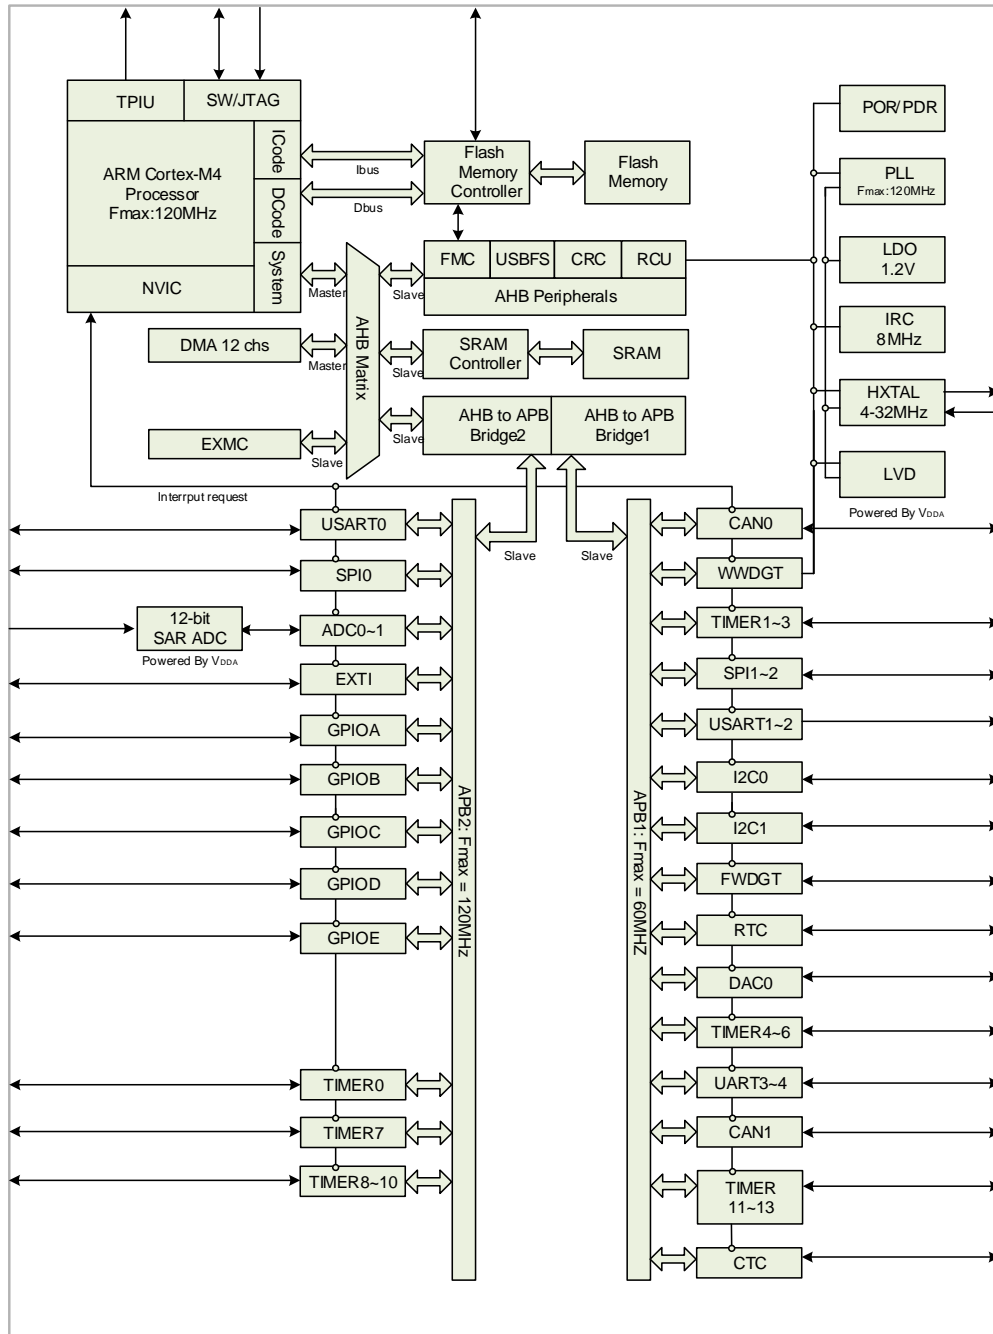 TPIU
SW/JTAG
ARM Cortex-M4
Processor
Fmax:120MHz
ICode
DCode
System
NVIC
Ibus
Dbus
Flash
Memory
Controller
Flash
Memory
FMC
USBFS
CRC
RCU
AHB Peripherals
Master
Slave
AHB Matrix
DMA 12 chs
Master
Slave
SRAM
Controller
SRAM
EXMC
Slave
Slave
AHB to APB
Bridge2
AHB to APB
Bridge1
POR/PDR
PLL
Fmax:120MHz
LDO
1.2V
IRC
8MHz
HXTAL
4-32MHz
LVD
Powered By VDDA
Interrput request
Slave
Slave
USART0
SPI0
12-bit
SAR ADC
Powered By VDDA
ADC0~1
EXTI
GPIOA
GPIOB
GPIOC
GPIOD
GPIOE
TIMER0
TIMER7
TIMER8~10
APB2: Fmax = 120MHz
APB1: Fmax = 60MHZ
CAN0
WWDGT
TIMER1~3
SPI1~2
USART1~2
I2C0
I2C1
FWDGT
RTC
DAC0
TIMER4~6
UART3~4
CAN1
TIMER
11~13
CTC